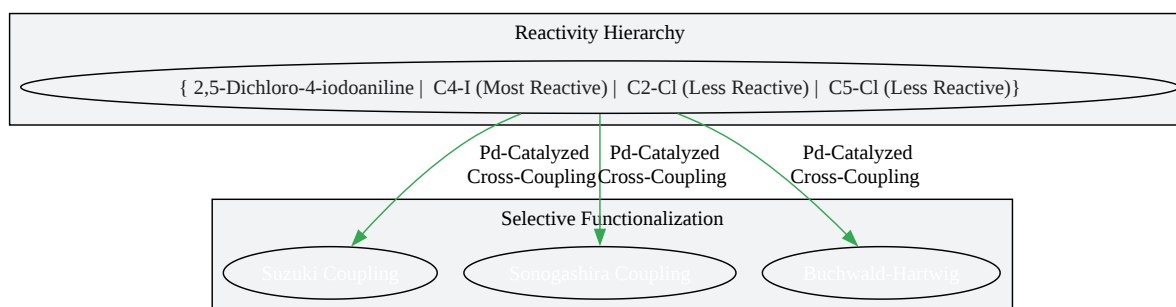 Reactivity Hierarchy
{ 2,5-Dichloro-4-iodoaniline | C4-I (Most Reactive) | C2-Cl (Less Reactive) | C5-Cl (Less Reactive)}
Pd-Catalyzed
Cross-Coupling
Pd-Catalyzed
Cross-Coupling
Pd-Catalyzed
Cross-Coupling
Selective Functionalization
Suzuki Coupling
Sonogashira Coupling
Buchwald-Hartwig